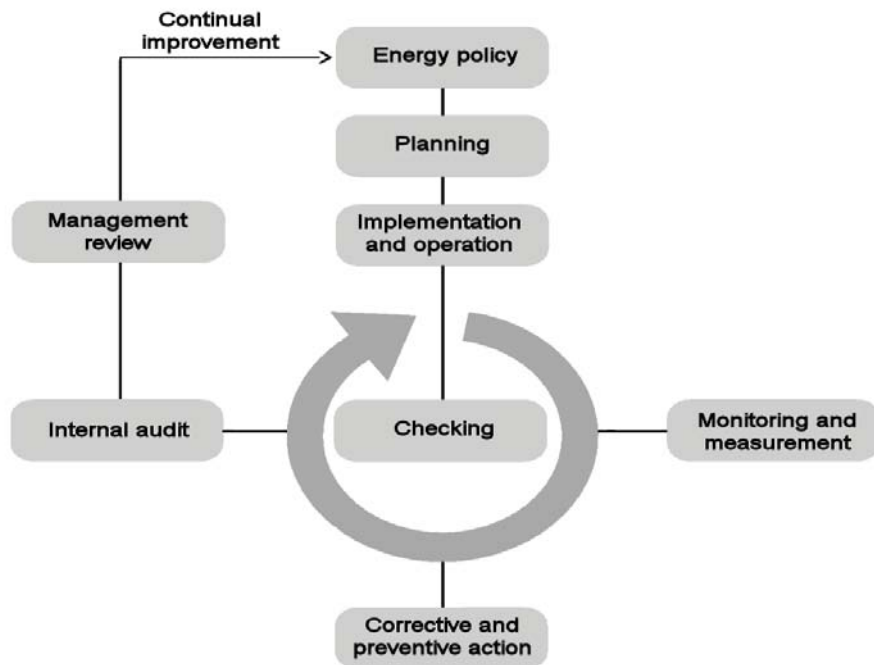 Continual
improvement
Energy policy
Planning
Management
review
Implementation
and operation
Internal audit
Checking
Monitoring and
measurement
Corrective and
preventive action